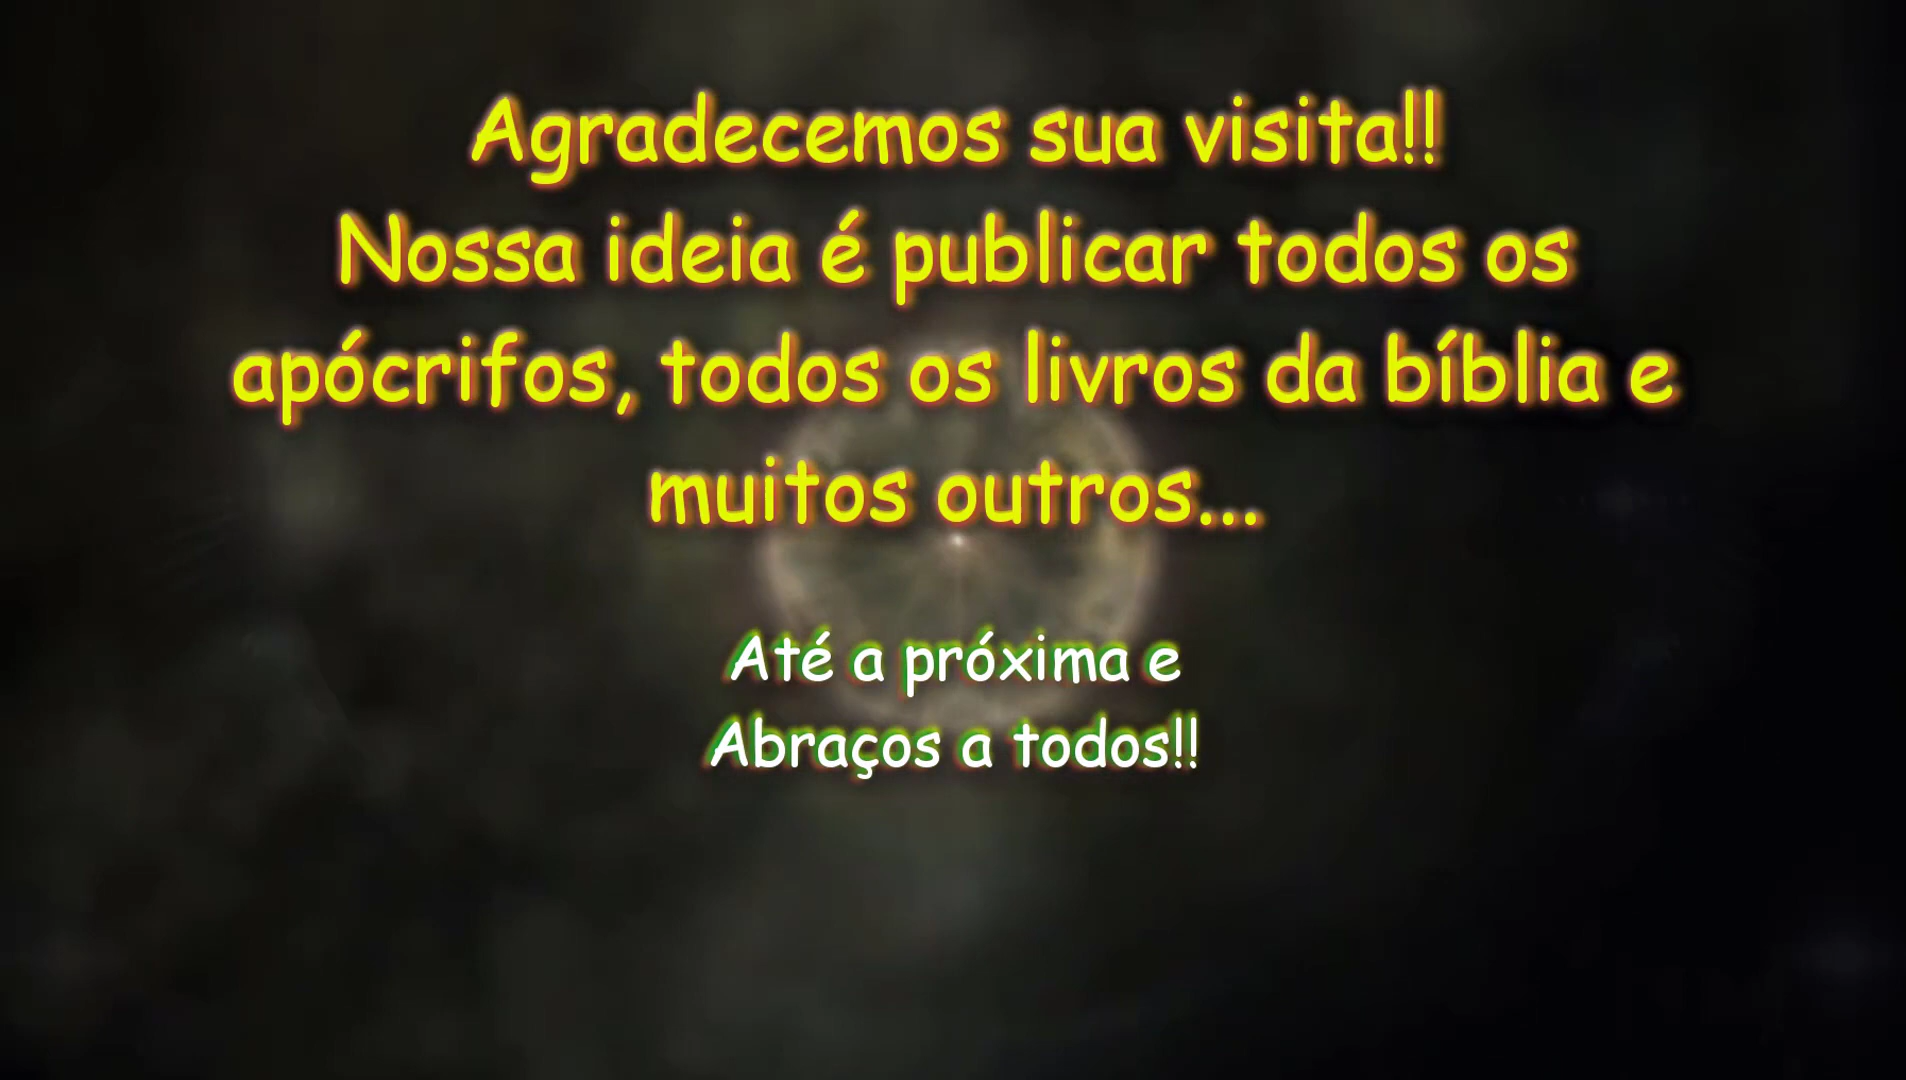 Agradecemos sua visita!!
Nossa ideia é publicar todos os
apócrifos, todos os livros da bíblia e
muitos outros...
Até a próxima e
Abraços a todos!!